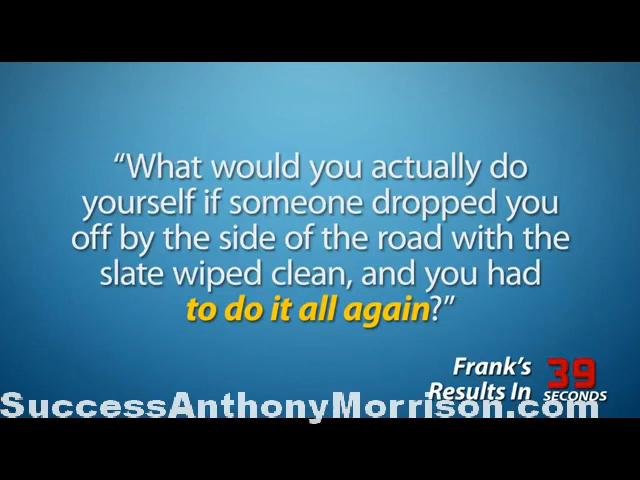 “What would you actually do
yourself if someone dropped you
off by the side of the road with the
slate wiped clean, and you had
to do it all again?”
Frank’s
Results In
39
SECONDS
SuccessAnthonyMorrison.com